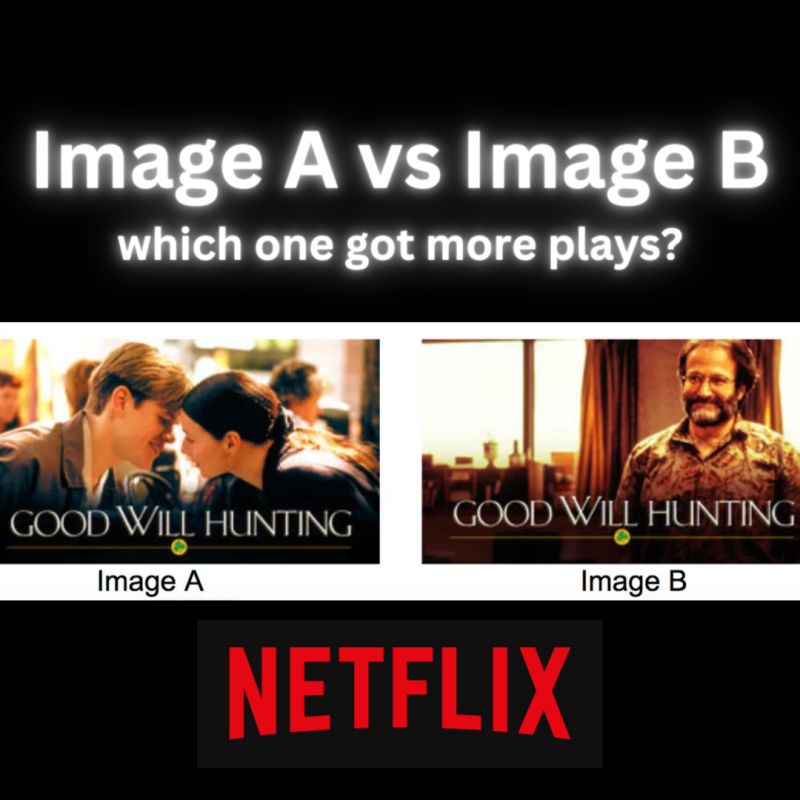 Image A vs Image B
which one got more plays?
GOOD WILL HUNTING
GOOD WILL HUNTING
Image A
Image B
NETFLIX